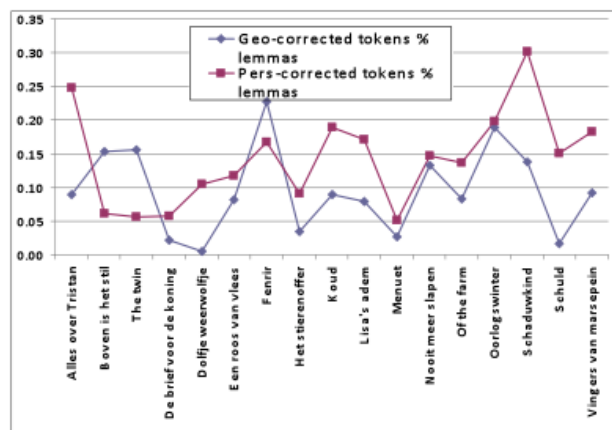 0.35
0.30
0.25
0.20
0.15
0.10
0.05
0.00
Geo-corrected tokens %
lemmas
Pers-corrected tokens %
lemmas
Alles over Tristan
Boven is het stil
The twin
De brief voor de koning
Dolfje weerwolfje
Een roos van vlees
Fenrir
Het stierenoffer
Koud
Lisa's adem
Menuet
Nooit meer slapen
Of the farm
Oorlogswinter
Schaduwkind
Schuld
Vingers van marsepein